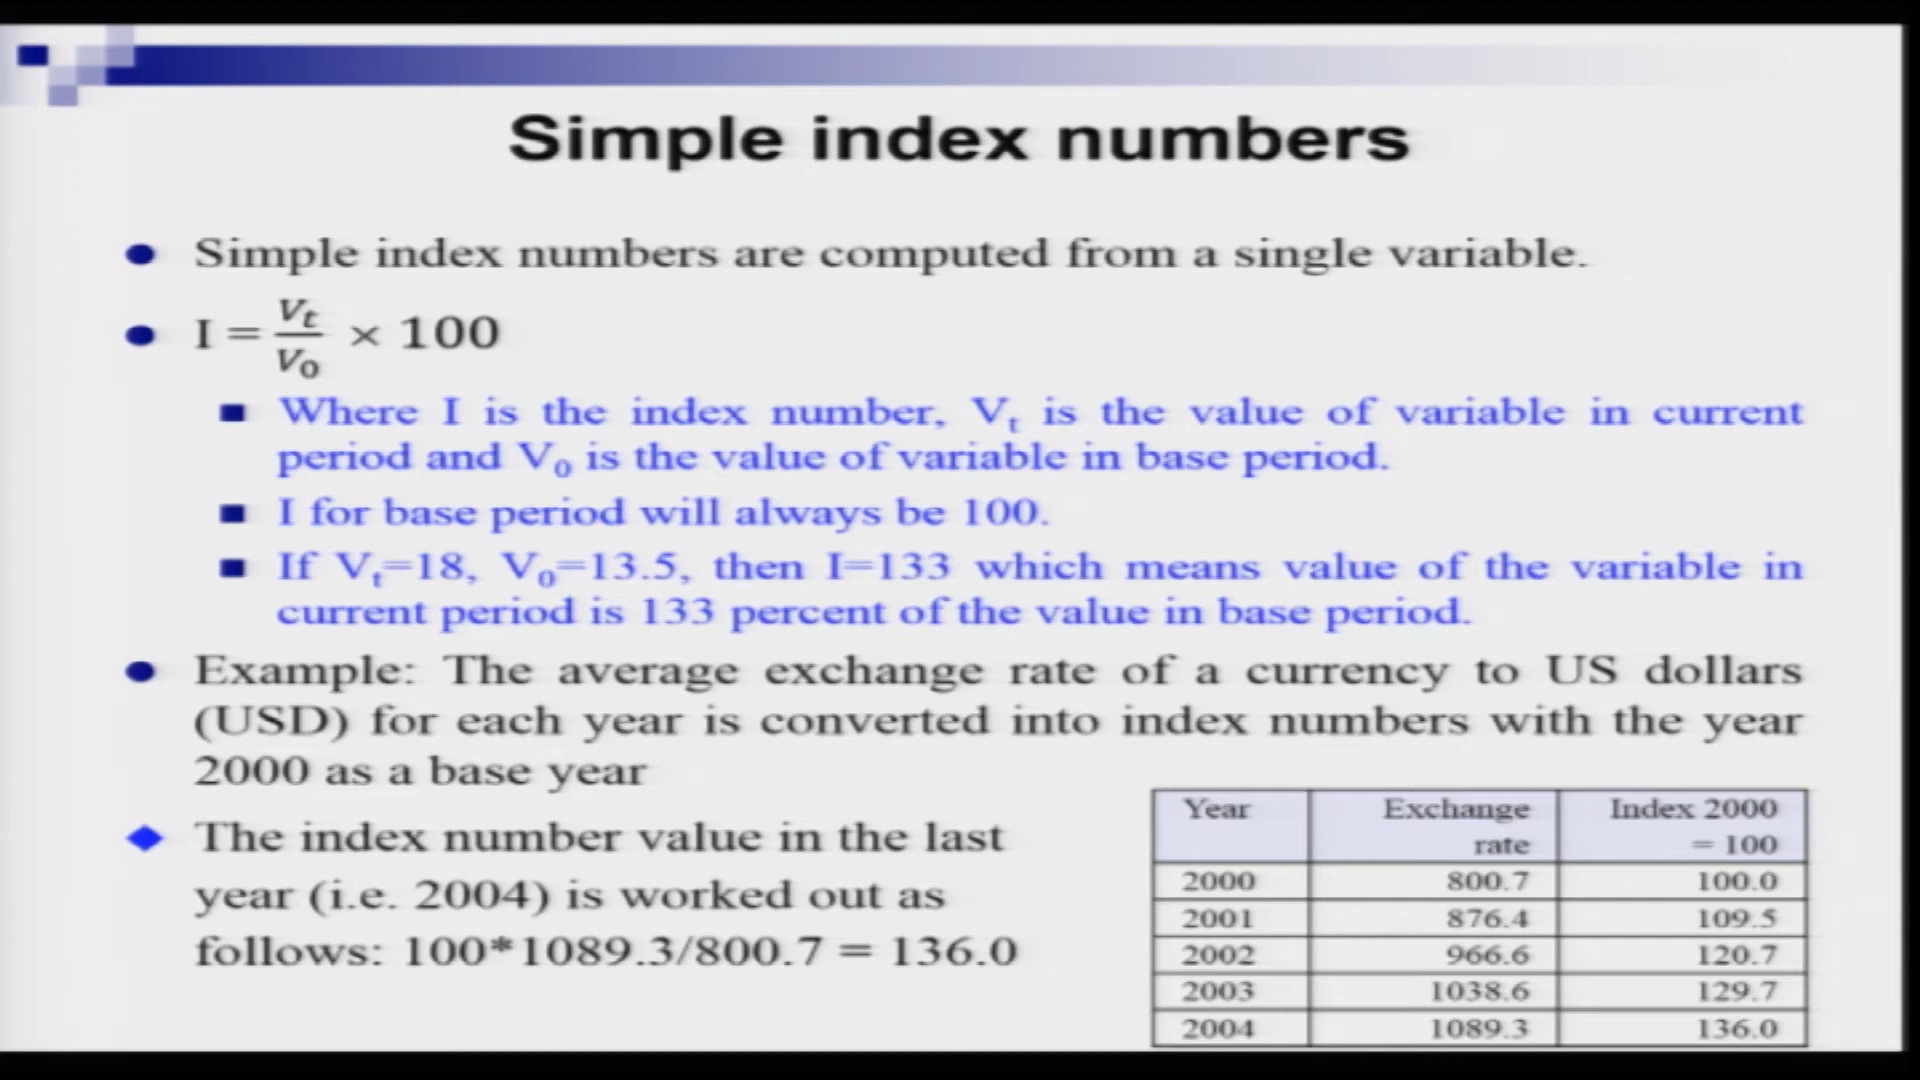 Simple index numbers
Simple index numbers are computed from a single variable.
I = Vt/V0 × 100
Where I is the index number, Vt is the value of variable in current
period and V0 is the value of variable in base period.
I for base period will always be 100.
If Vt=18, V0=13.5, then I=133 which means value of the variable in
current period is 133 percent of the value in base period.
Example: The average exchange rate of a currency to US dollars
(USD) for each year is converted into index numbers with the year
2000 as a base year
The index number value in the last
year (i.e. 2004) is worked out as
follows: 100*1089.3/800.7 = 136.0
Year Exchange rate Index 2000 = 100
2000 800.7 100.0
2001 876.4 109.5
2002 966.6 120.7
2003 1038.6 129.7
2004 1089.3 136.0